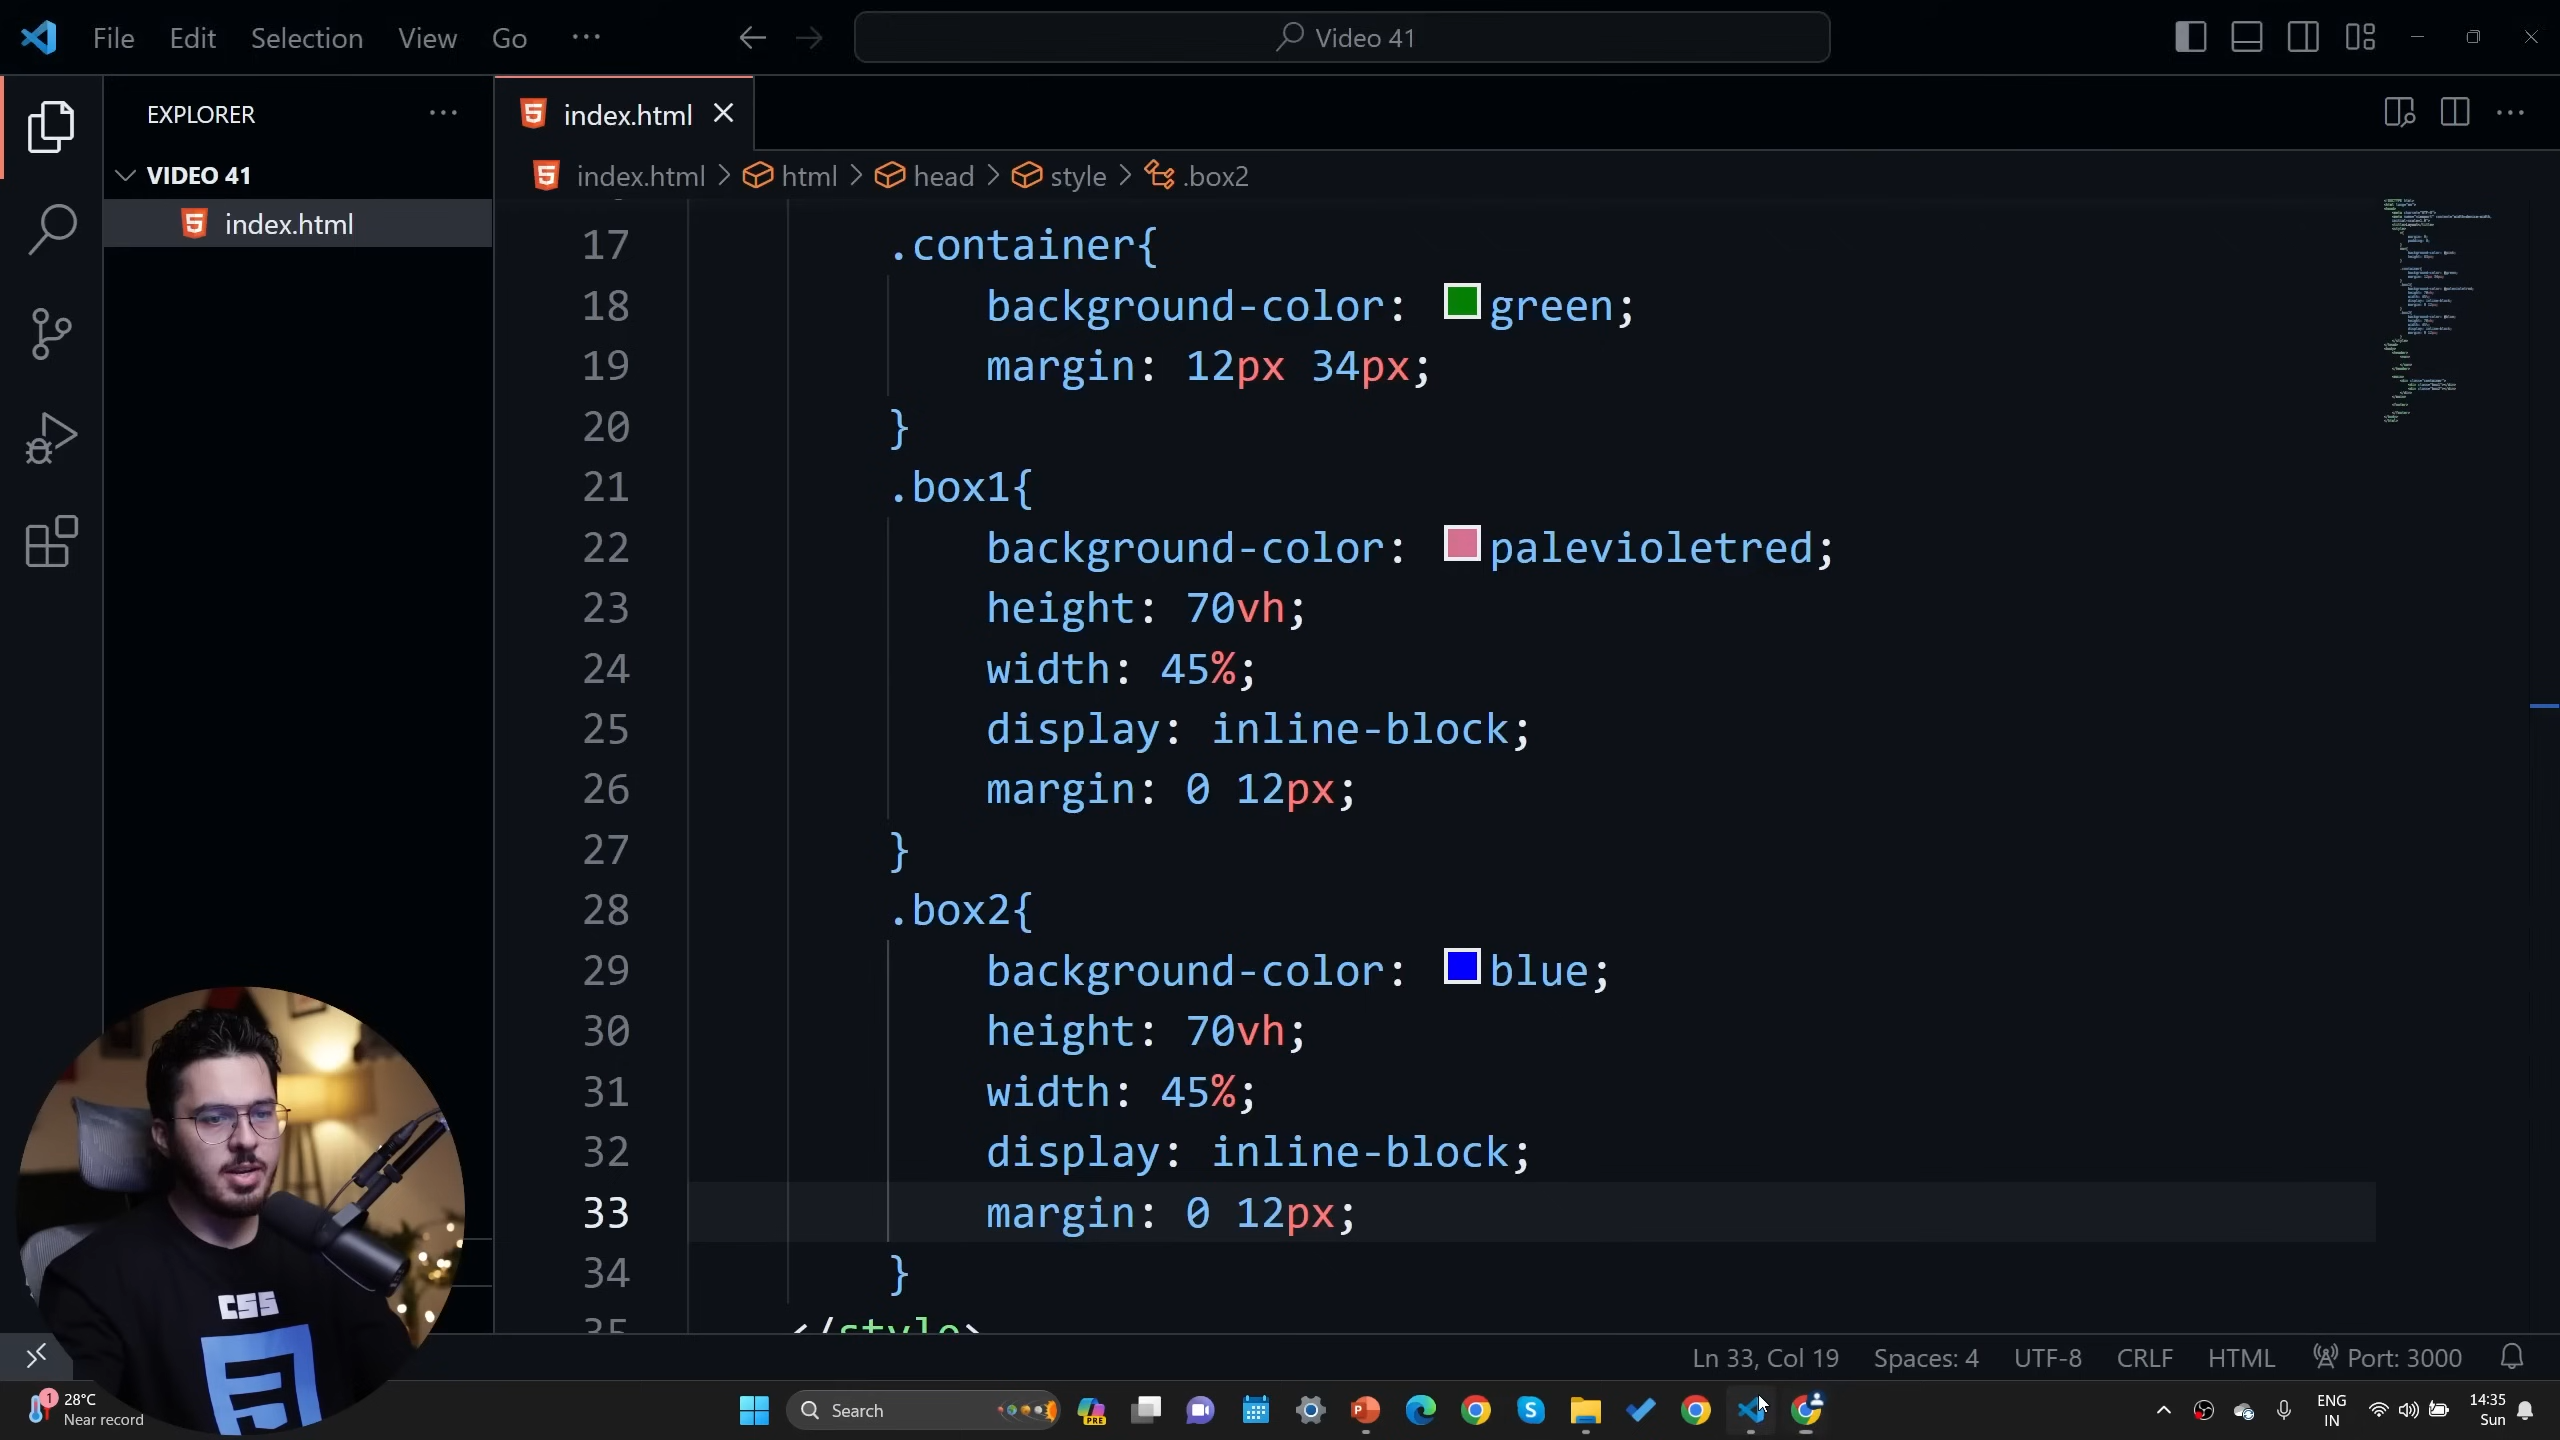 File Edit Selection View Go ···
Video 41
EXPLORER ···
index.html
index.html > html > head > style > .box2
VIDEO 41
index.html
17 .container{
18 background-color: green;
19 margin: 12px 34px;
20 }
21 .box1{
22 background-color: palevioletred;
23 height: 70vh;
24 width: 45%;
25 display: inline-block;
26 margin: 0 12px;
27 }
28 .box2{
29 background-color: blue;
30 height: 70vh;
31 width: 45%;
32 display: inline-block;
33 margin: 0 12px;
34 }
35 </style>
CSS
Ln 33, Col 19 Spaces: 4 UTF-8 CRLF HTML Port: 3000
1
28°C
Near record
Search
PRE
ENG
IN
14:35
Sun